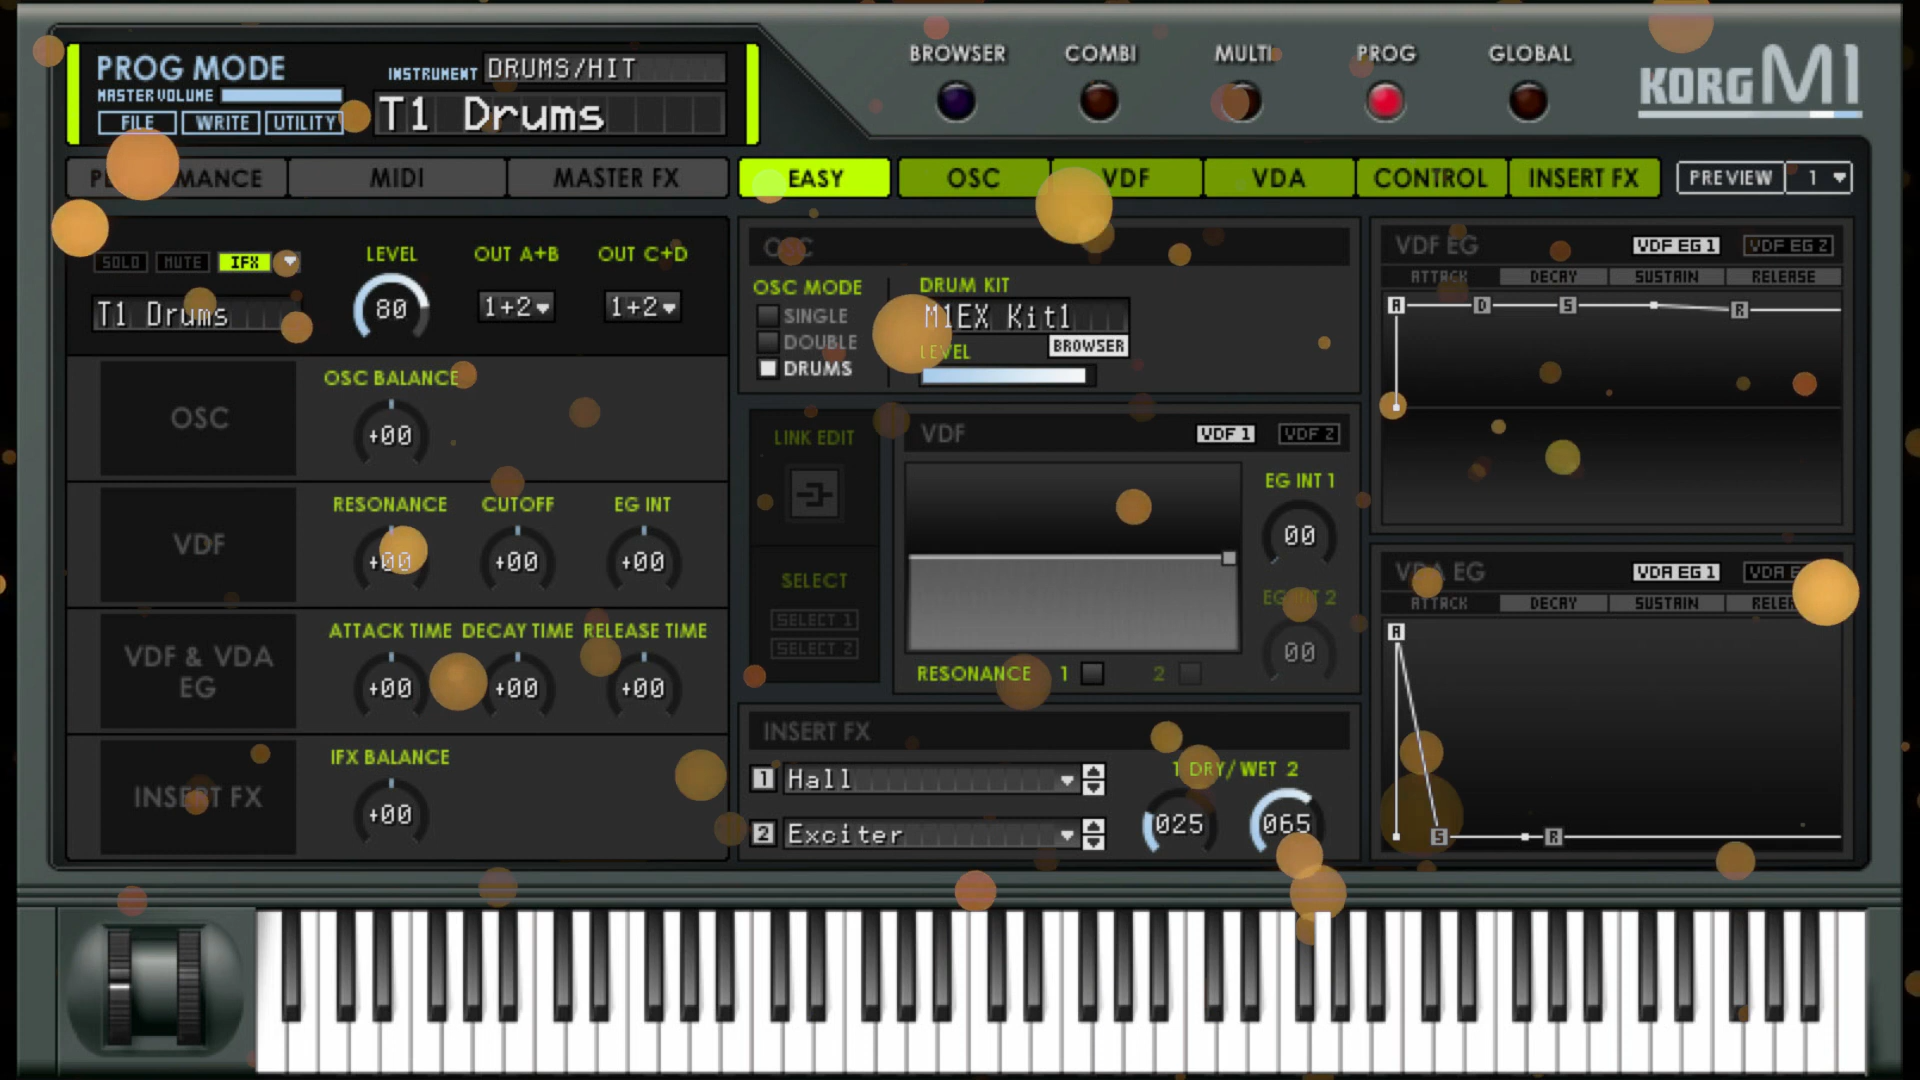 PROG MODE
MASTER VOLUME
FILE WRITE UTILITY
INSTRUMENT DRUMS/HIT
T1 Drums
BROWSER COMBI MULTI PROG GLOBAL
KORG M1
PERFORMANCE MIDI MASTER FX
EASY OSC VDF VDA CONTROL INSERT FX
PREVIEW 1
SOLO MUTE IFX
T1 Drums
LEVEL
80
OUT A+B
1+2
OUT C+D
1+2
OSC
OSC BALANCE
+00
VDF
RESONANCE CUTOFF EG INT
+00 +00 +00
VDF & VDA
EG
ATTACK TIME DECAY TIME RELEASE TIME
+00 +00 +00
INSERT FX
IFX BALANCE
+00
OSC
OSC MODE
SINGLE
DOUBLE
DRUMS
DRUM KIT
M1EX Kit1
BROWSER
LEVEL
LINK EDIT
SELECT
SELECT 1
SELECT 2
VDF
VDF 1 VDF 2
EG INT 1
00
EG INT 2
00
RESONANCE 1 2
INSERT FX
1 Hall
2 Exciter
1 DRY/WET 2
025 065
VDF EG
VDF EG 1 VDF EG 2
ATTACK DECAY SUSTAIN RELEASE
A D S R
VDA EG
VDA EG 1 VDA E
ATTACK DECAY SUSTAIN RELEA
A
S R